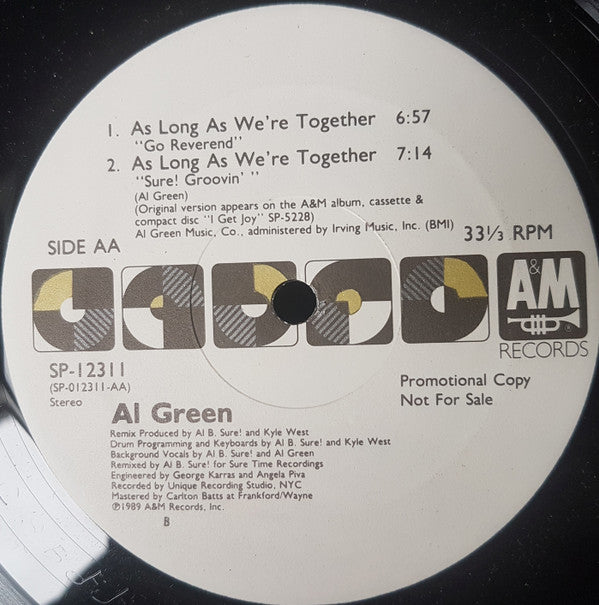 1. As Long As We're Together 6:57
"Go Reverend"
2. As Long As We're Together 7:14
"Sure! Groovin' "
(Al Green)
(Original version appears on the A&M album, cassette &
compact disc "I Get Joy" SP-5228)
Al Green Music, Co., administered by Irving Music, Inc. (BMI)
33⅓ RPM
SIDE AA
A&M
®
RECORDS
SP-12311
(SP-012311-AA)
Stereo
Promotional Copy
Not For Sale
Al Green
Remix Produced by Al B. Sure! and Kyle West
Drum Programming and Keyboards by Al B. Sure! and Kyle West
Background Vocals by Al B. Sure! and Al Green
Remixed by Al B. Sure! for Sure Time Recordings
Engineered by George Karras and Angela Piva
Recorded by Unique Recording Studio, NYC
Mastered by Carlton Batts at Frankford/Wayne
℗1989 A&M Records, Inc.
B